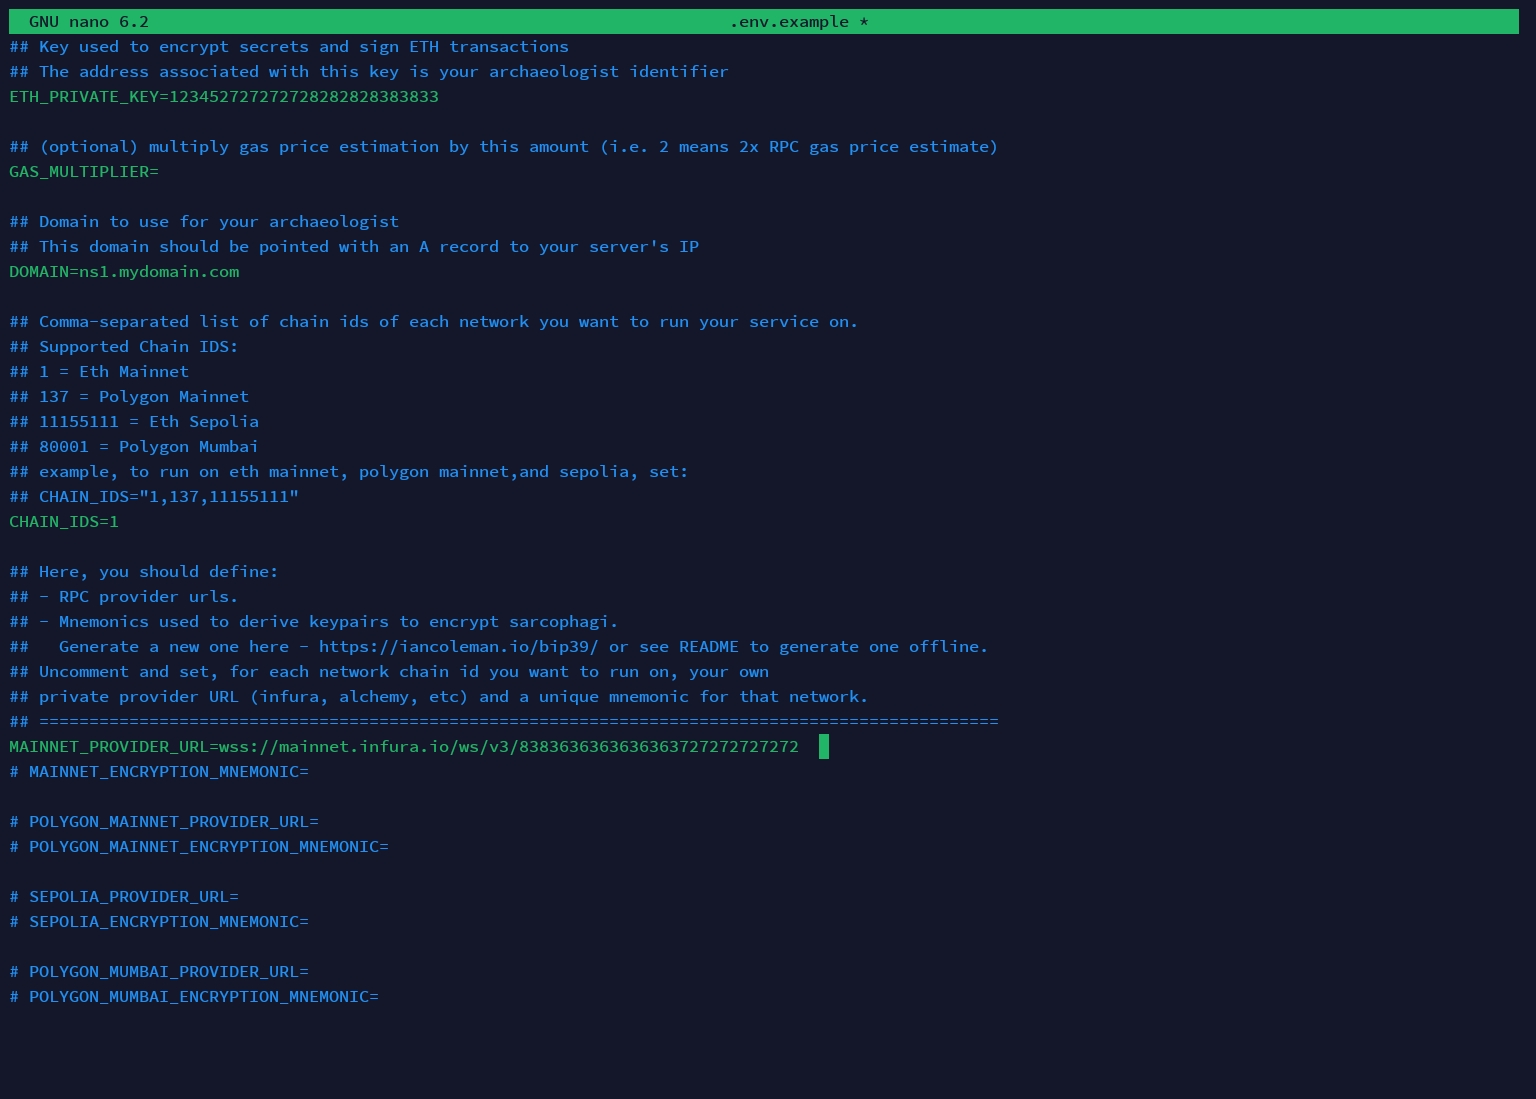 GNU nano 6.2 .env.example *
## Key used to encrypt secrets and sign ETH transactions
## The address associated with this key is your archaeologist identifier
ETH_PRIVATE_KEY=123452727272728282828383833
## (optional) multiply gas price estimation by this amount (i.e. 2 means 2x RPC gas price estimate)
GAS_MULTIPLIER=
## Domain to use for your archaeologist
## This domain should be pointed with an A record to your server's IP
DOMAIN=ns1.mydomain.com
## Comma-separated list of chain ids of each network you want to run your service on.
## Supported Chain IDS:
## 1 = Eth Mainnet
## 137 = Polygon Mainnet
## 11155111 = Eth Sepolia
## 80001 = Polygon Mumbai
## example, to run on eth mainnet, polygon mainnet,and sepolia, set:
## CHAIN_IDS="1,137,11155111"
CHAIN_IDS=1
## Here, you should define:
## - RPC provider urls.
## - Mnemonics used to derive keypairs to encrypt sarcophagi.
##   Generate a new one here - https://iancoleman.io/bip39/ or see README to generate one offline.
## Uncomment and set, for each network chain id you want to run on, your own
## private provider URL (infura, alchemy, etc) and a unique mnemonic for that network.
## ================================================================================================
MAINNET_PROVIDER_URL=wss://mainnet.infura.io/ws/v3/8383636363636363727272727272
# MAINNET_ENCRYPTION_MNEMONIC=
# POLYGON_MAINNET_PROVIDER_URL=
# POLYGON_MAINNET_ENCRYPTION_MNEMONIC=
# SEPOLIA_PROVIDER_URL=
# SEPOLIA_ENCRYPTION_MNEMONIC=
# POLYGON_MUMBAI_PROVIDER_URL=
# POLYGON_MUMBAI_ENCRYPTION_MNEMONIC=